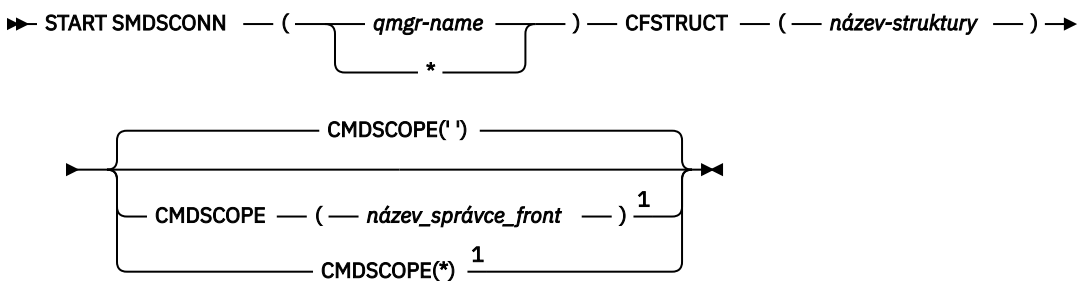 START SMDSCONN ( qmgr-name ) CFSTRUCT ( název-struktury )
*
CMDSCOPE(' ')
CMDSCOPE ( název_správce_front ) 1
CMDSCOPE(*) 1